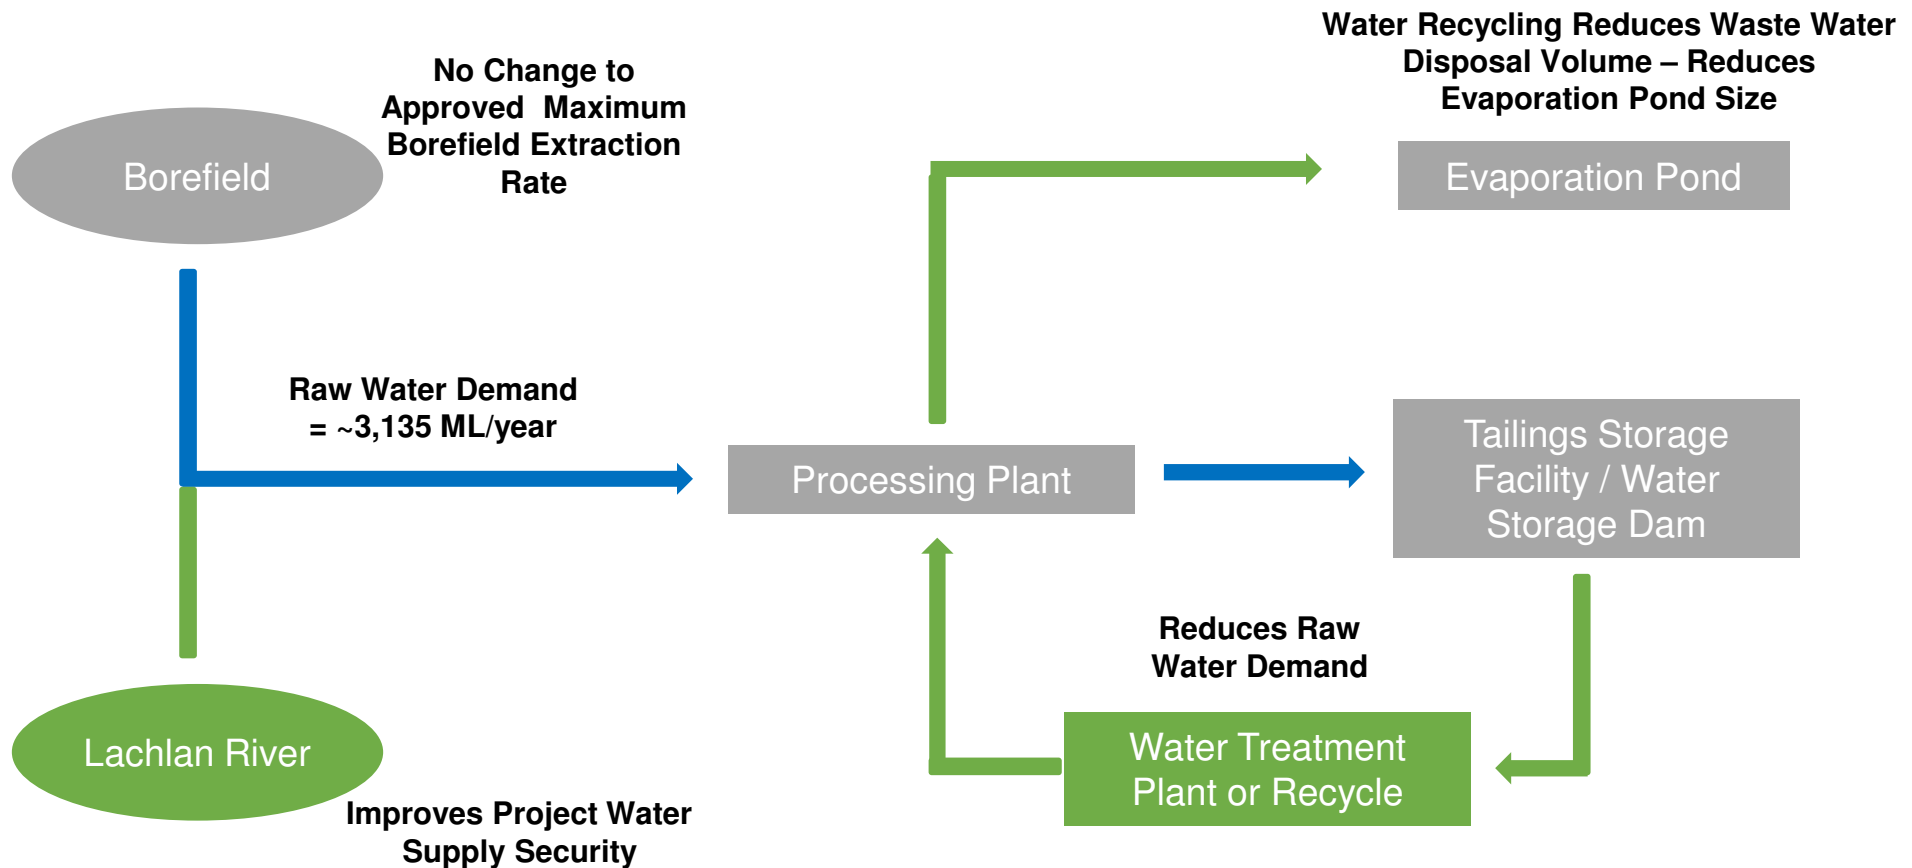 Water Recycling Reduces Waste Water
Disposal Volume – Reduces
Evaporation Pond Size
No Change to
Approved Maximum
Borefield Extraction
Rate
Borefield
Evaporation Pond
Raw Water Demand
= ~3,135 ML/year
Processing Plant
Tailings Storage
Facility / Water
Storage Dam
Reduces Raw
Water Demand
Lachlan River
Water Treatment
Plant or Recycle
Improves Project Water
Supply Security